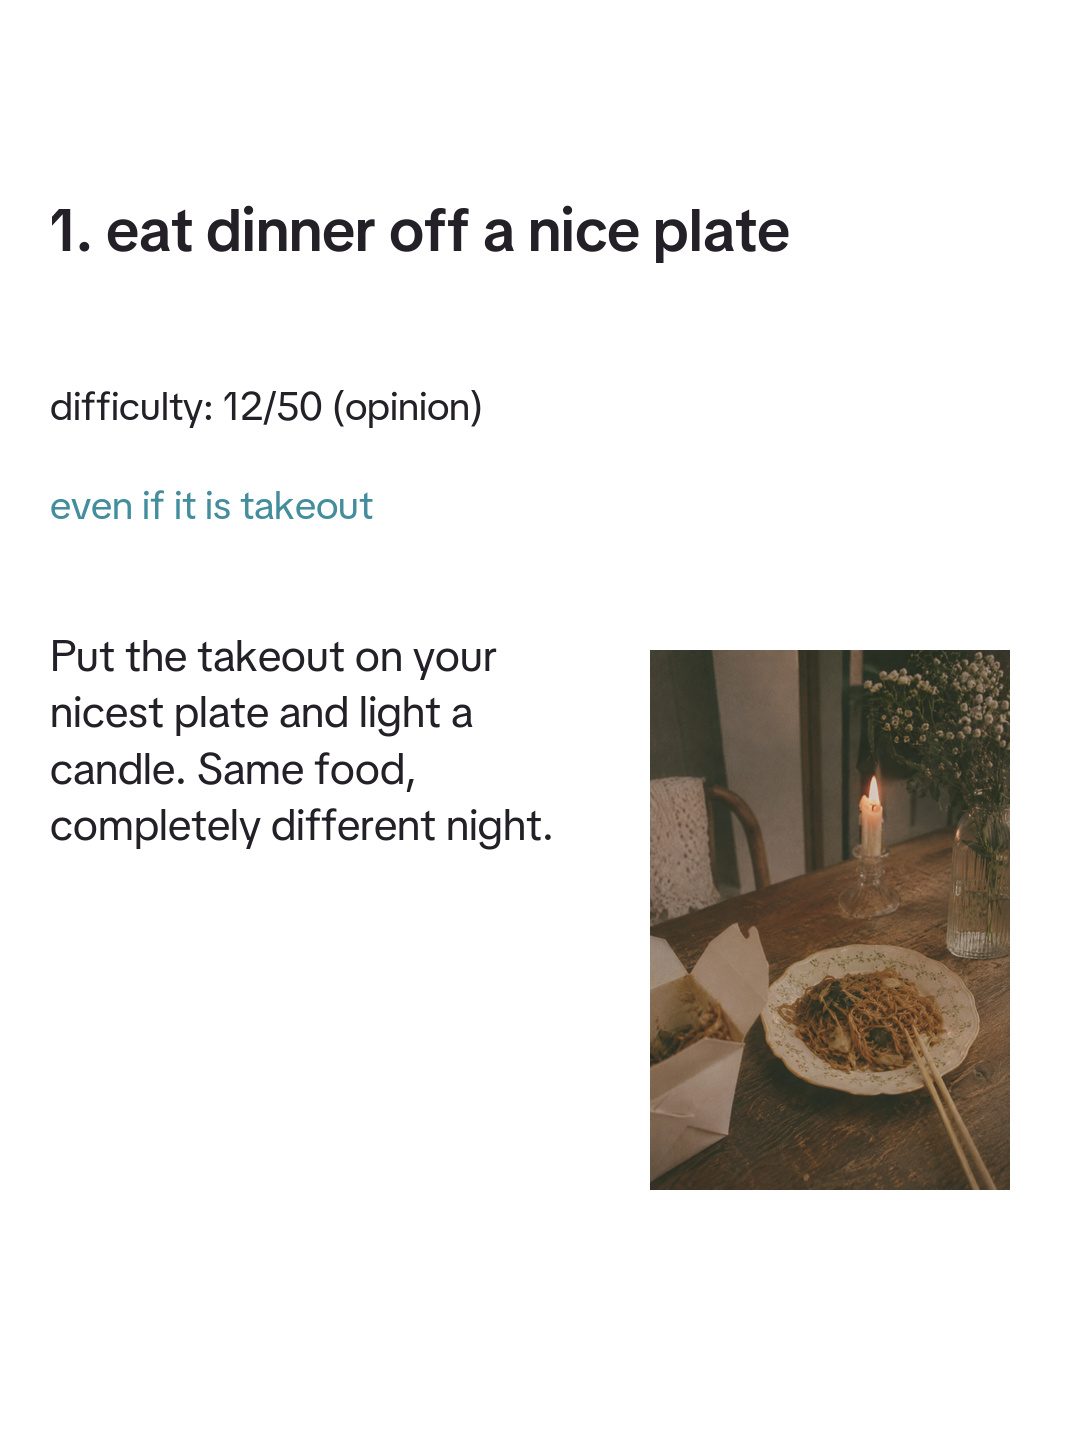 1. eat dinner off a nice plate
difficulty: 12/50 (opinion)
even if it is takeout
Put the takeout on your
nicest plate and light a
candle. Same food,
completely different night.